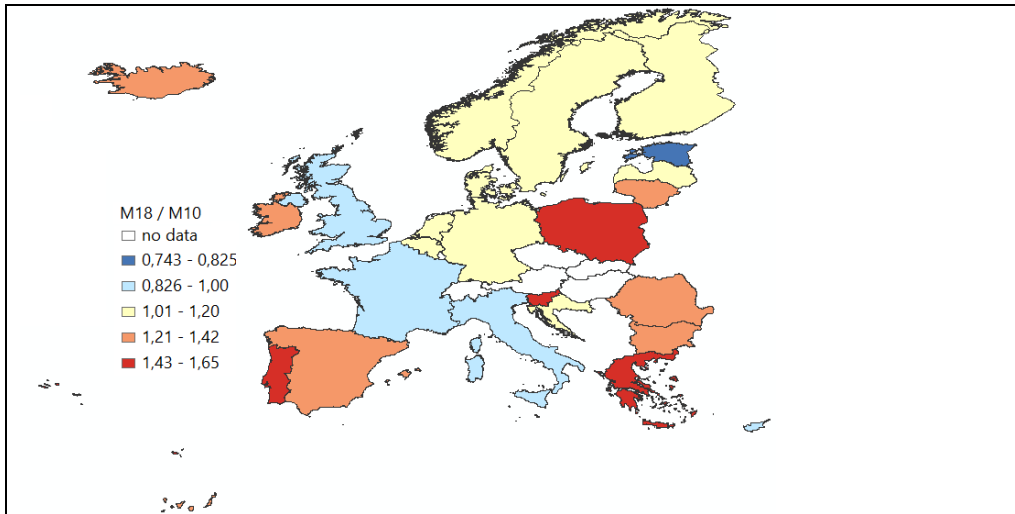 M18 / M10
no data
0,743 - 0,825
0,826 - 1,00
1,01 - 1,20
1,21 - 1,42
1,43 - 1,65